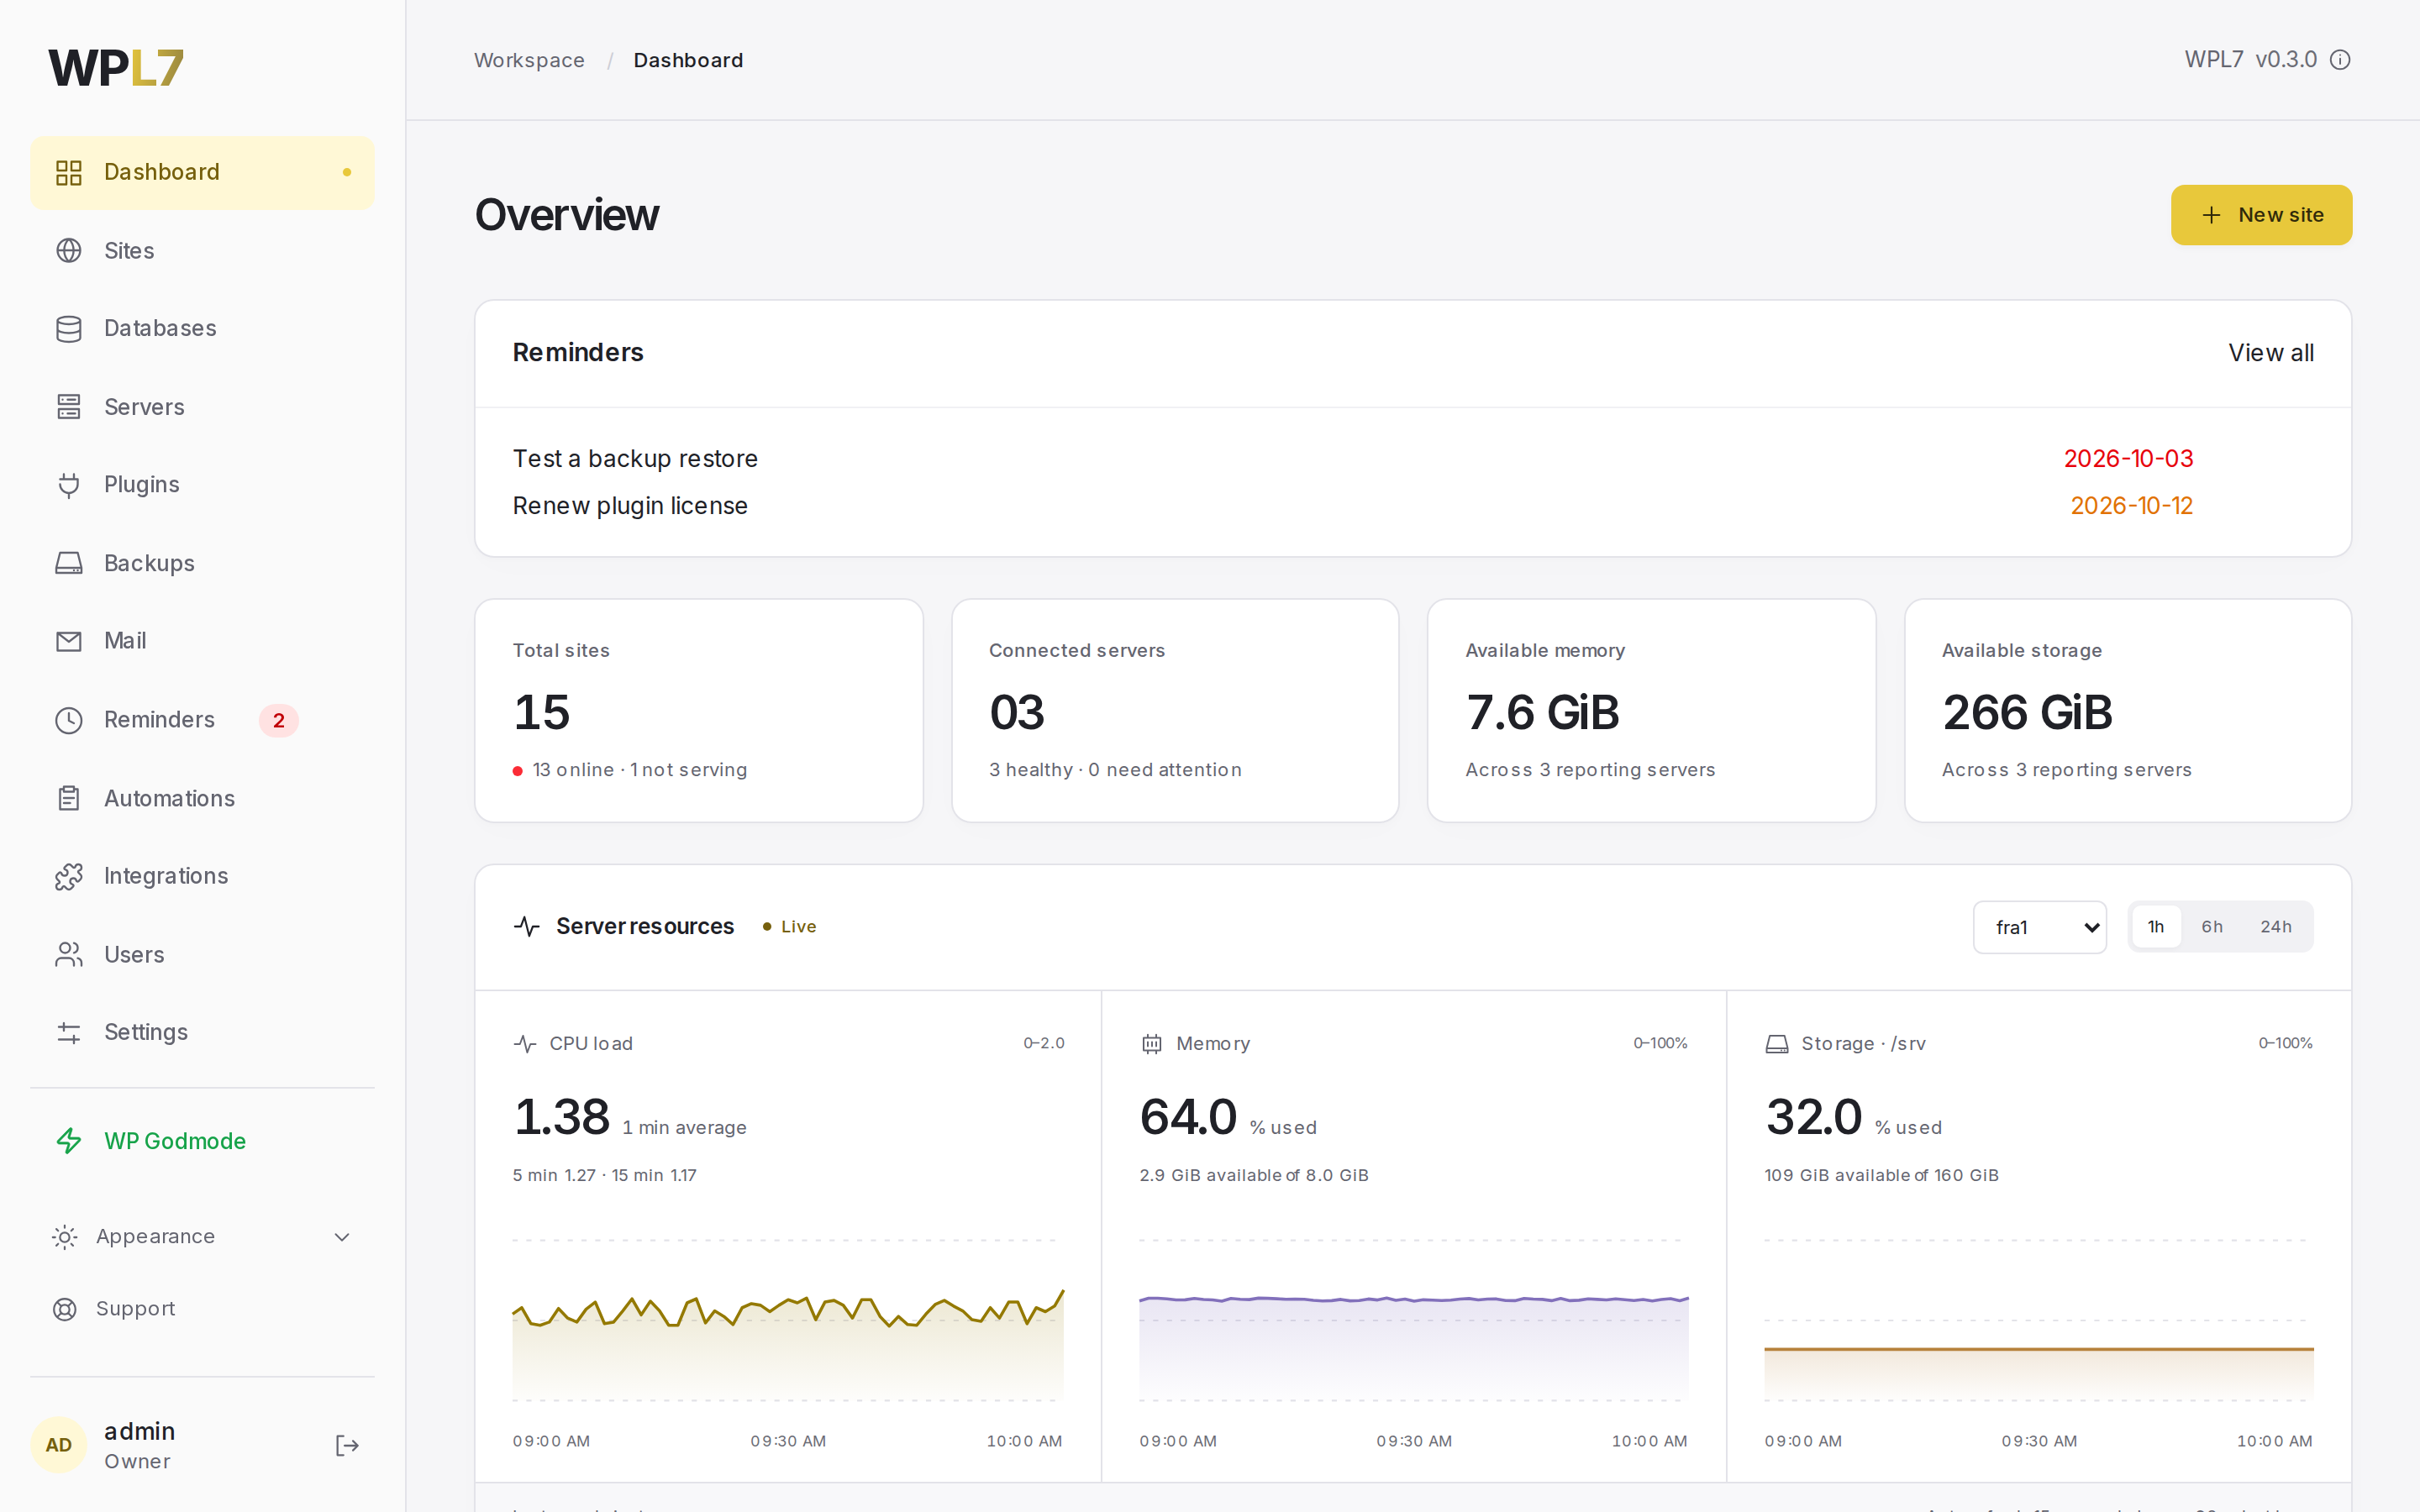 WPL7
Workspace / Dashboard
WPL7 v0.3.0
Dashboard
Sites
Databases
Servers
Plugins
Backups
Mail
Reminders 2
Automations
Integrations
Users
Settings
WP Godmode
Appearance
Support
AD
admin
Owner
Overview
New site
Reminders
View all
Test a backup restore 2026-10-03
Renew plugin license 2026-10-12
Total sites
15
13 online · 1 not serving
Connected servers
03
3 healthy · 0 need attention
Available memory
7.6 GiB
Across 3 reporting servers
Available storage
266 GiB
Across 3 reporting servers
Server resources
Live
fra1
1h 6h 24h
CPU load 0–2.0
1.38 1 min average
5 min 1.27 · 15 min 1.17
09:00 AM 09:30 AM 10:00 AM
Memory 0–100%
64.0 % used
2.9 GiB available of 8.0 GiB
09:00 AM 09:30 AM 10:00 AM
Storage · /srv 0–100%
32.0 % used
109 GiB available of 160 GiB
09:00 AM 09:30 AM 10:00 AM